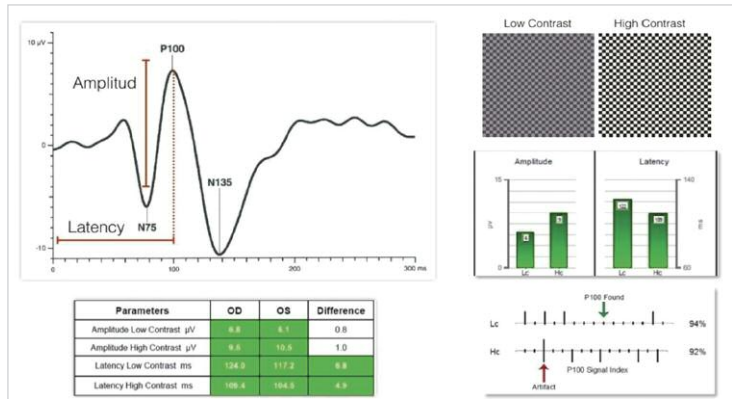 10 µV
P100
Amplitud
0
N135
Latency
N75
-10
0
100
200
300 ms
Low Contrast
High Contrast
Amplitude
Latency
15
140
µV
ms
0
60
Lc
Hc
Lc
Hc
P100 Found
Lc
94%
Hc
92%
P100 Signal Index
Artifact
Parameters OD OS Difference
Amplitude Low Contrast µV 6.8 6.1 0.8
Amplitude High Contrast µV 9.5 10.5 1.0
Latency Low Contrast ms 124.0 117.2 6.8
Latency High Contrast ms 109.4 104.5 4.9